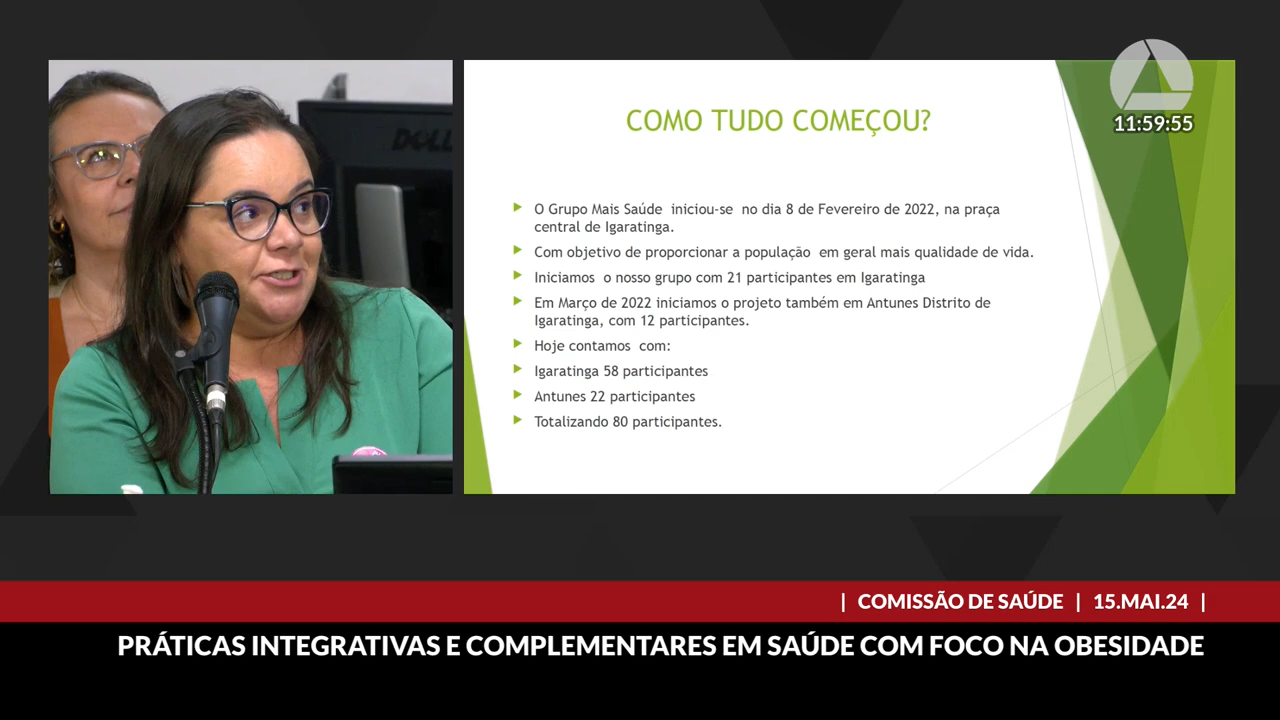 DELL
COMO TUDO COMEÇOU?
11:59:55
O Grupo Mais Saúde iniciou-se no dia 8 de Fevereiro de 2022, na praça
central de Igaratinga.
Com objetivo de proporcionar a população em geral mais qualidade de vida.
Iniciamos o nosso grupo com 21 participantes em Igaratinga
Em Março de 2022 iniciamos o projeto também em Antunes Distrito de
Igaratinga, com 12 participantes.
Hoje contamos com:
Igaratinga 58 participantes
Antunes 22 participantes
Totalizando 80 participantes.
| COMISSÃO DE SAÚDE | 15.MAI.24 |
PRÁTICAS INTEGRATIVAS E COMPLEMENTARES EM SAÚDE COM FOCO NA OBESIDADE